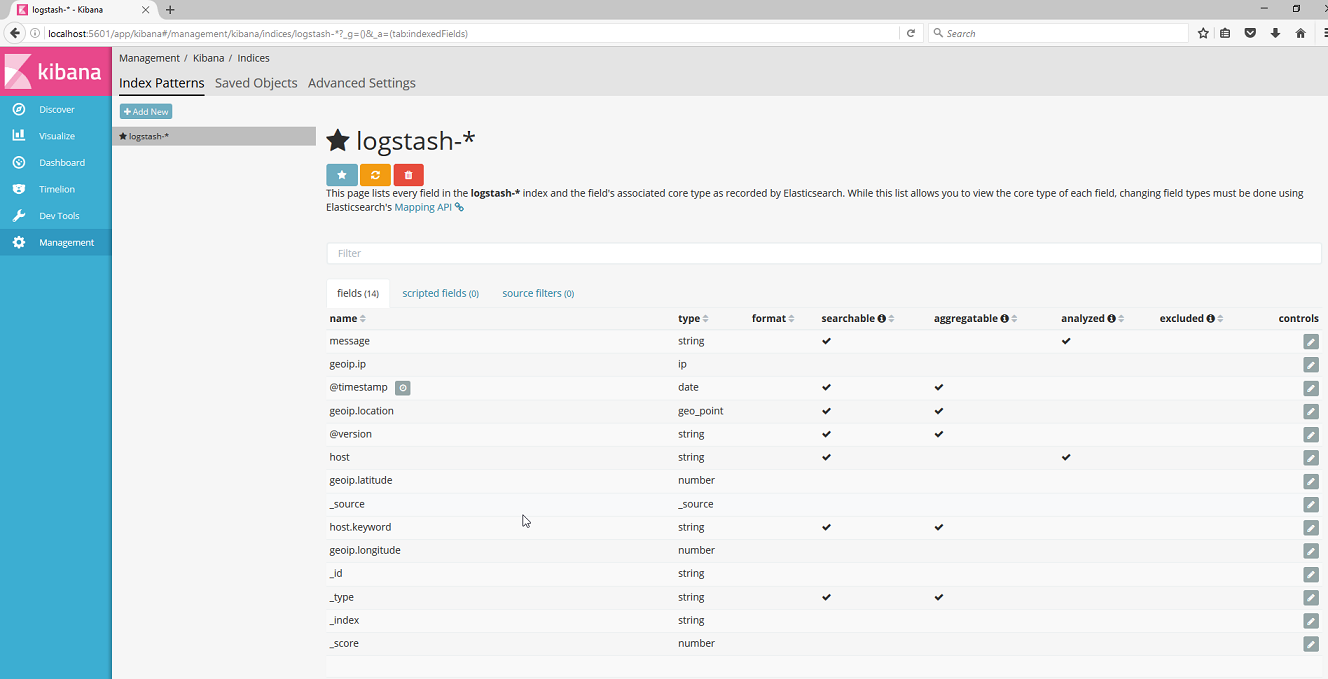 logstash-* - Kibana
localhost:5601/app/kibana#/management/kibana/indices/logstash-*?_g=()&_a=(tab:indexedFields)
Search
kibana
Discover
Visualize
Dashboard
Timelion
Dev Tools
Management
Management / Kibana / Indices
Index Patterns Saved Objects Advanced Settings
Add New
logstash-*
logstash-*
This page lists every field in the logstash-* index and the field's associated core type as recorded by Elasticsearch. While this list allows you to view the core type of each field, changing field types must be done using
Elasticsearch's Mapping API
Filter
fields (14) scripted fields (0) source filters (0)
name type format searchable aggregatable analyzed excluded controls
message string
geoip.ip ip
@timestamp date
geoip.location geo_point
@version string
host string
geoip.latitude number
_source _source
host.keyword string
geoip.longitude number
_id string
_type string
_index string
_score number